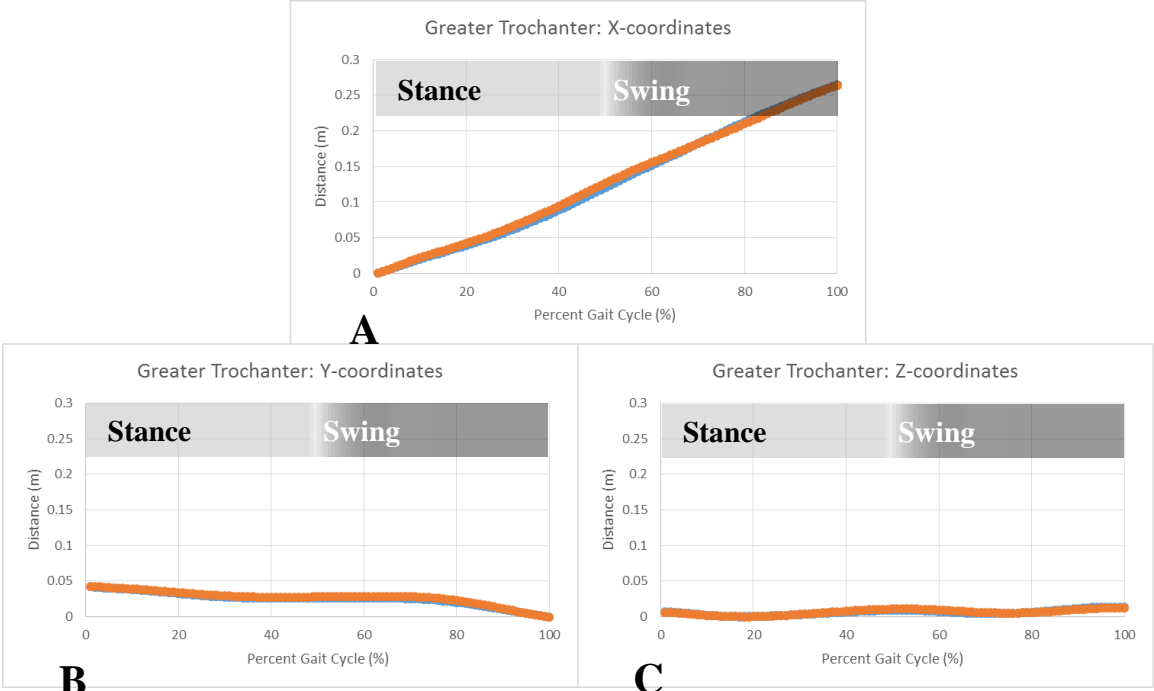 Greater Trochanter: X-coordinates
0.3
0.25
0.2
0.15
0.1
0.05
0
Distance (m)
Stance Swing
0 20 40 60 80 100
Percent Gait Cycle (%)
A
Greater Trochanter: Y-coordinates
0.3
0.25
0.2
0.15
0.1
0.05
0
Distance (m)
Stance Swing
0 20 40 60 80 100
Percent Gait Cycle (%)
B
Greater Trochanter: Z-coordinates
0.3
0.25
0.2
0.15
0.1
0.05
0
Distance (m)
Stance Swing
0 20 40 60 80 100
Percent Gait Cycle (%)
C